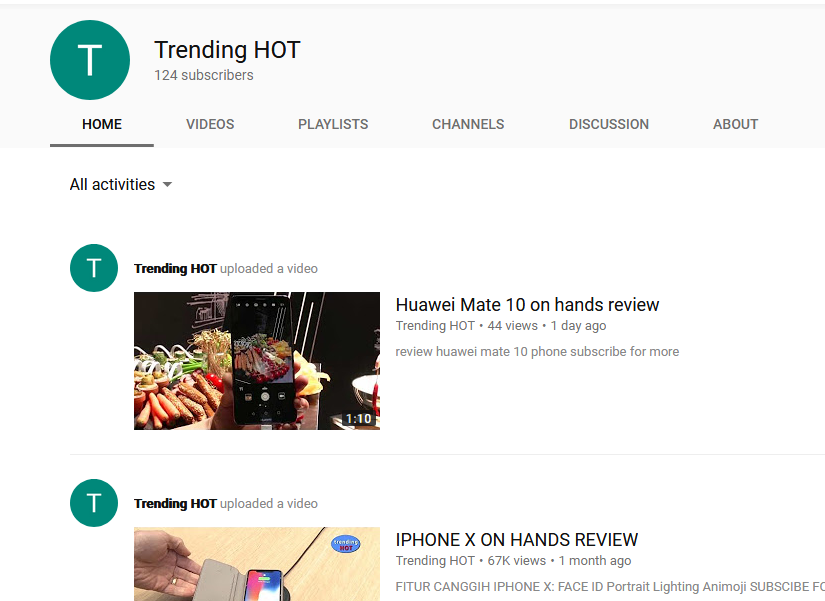 T
Trending HOT
124 subscribers
HOME VIDEOS PLAYLISTS CHANNELS DISCUSSION ABOUT
All activities
T
Trending HOT uploaded a video
Huawei Mate 10 on hands review
Trending HOT • 44 views • 1 day ago
review huawei mate 10 phone subscribe for more
1:10
T
Trending HOT uploaded a video
trending
HOT
IPHONE X ON HANDS REVIEW
Trending HOT • 67K views • 1 month ago
FITUR CANGGIH IPHONE X: FACE ID Portrait Lighting Animoji SUBSCIBE FO